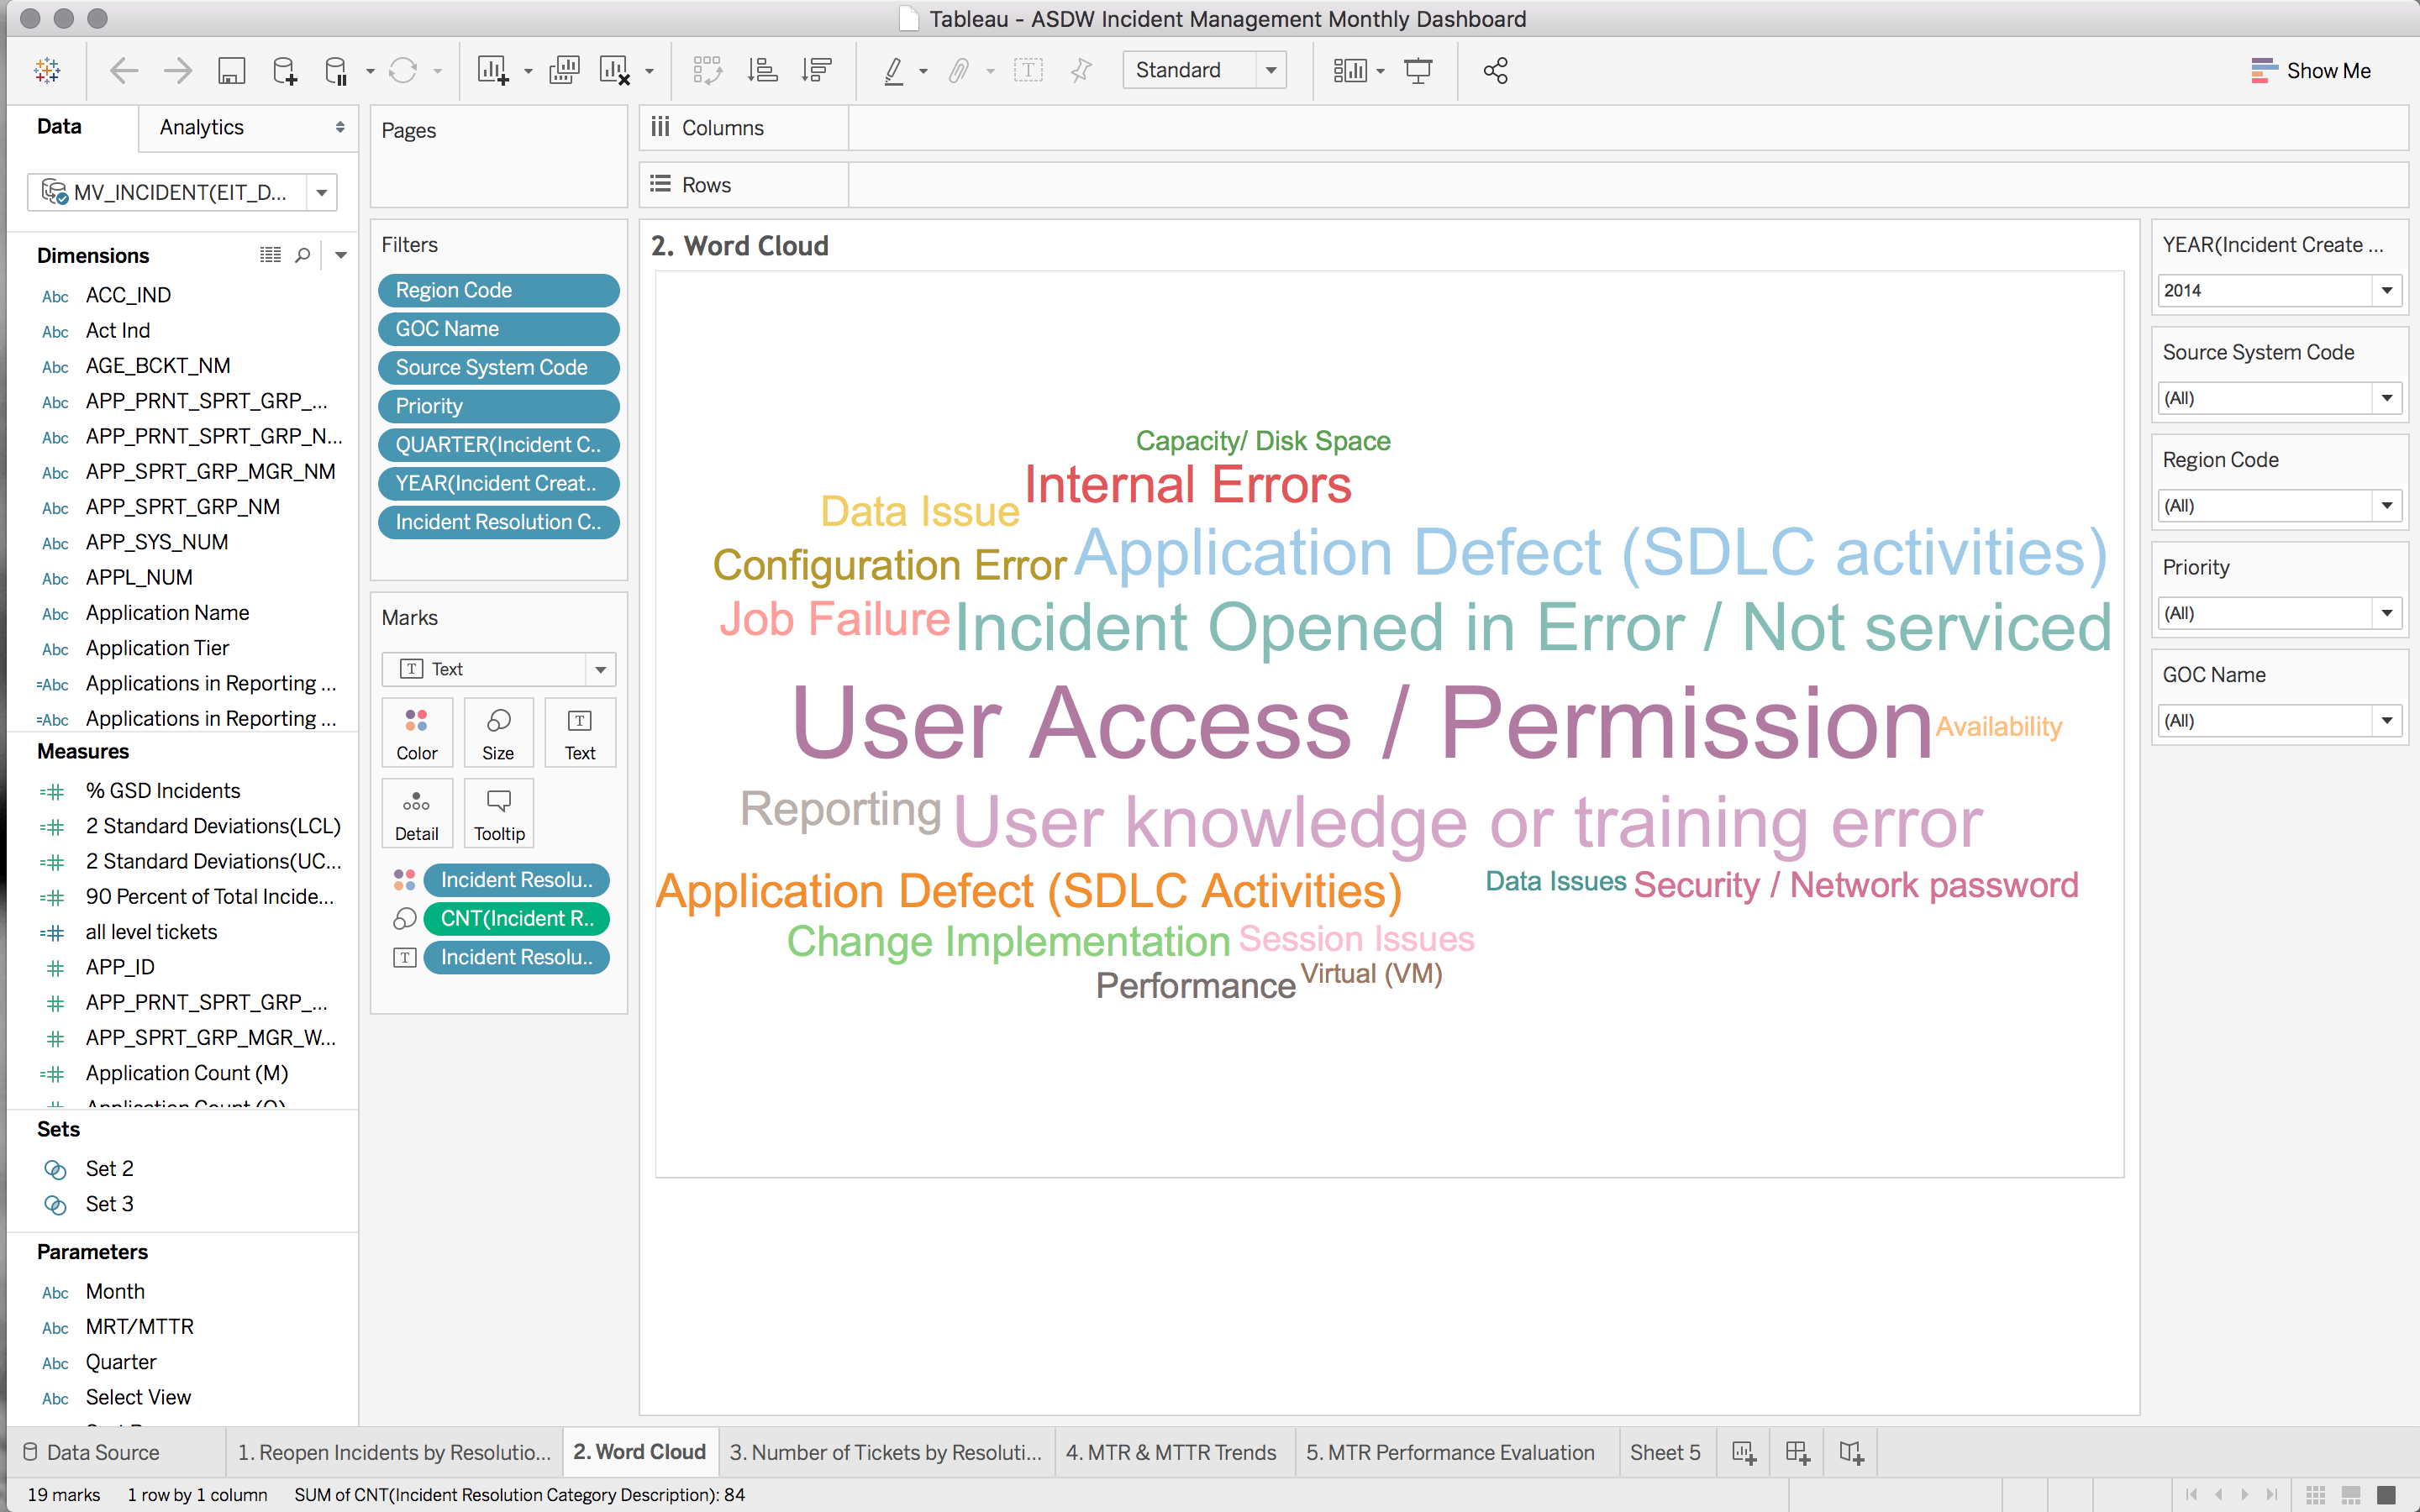 Tableau - ASDW Incident Management Monthly Dashboard
Standard
Show Me
Data
Analytics
MV_INCIDENT(EIT_D...
Dimensions
Abc ACC_IND
Abc Act Ind
Abc AGE_BCKT_NM
Abc APP_PRNT_SPRT_GRP_...
Abc APP_PRNT_SPRT_GRP_N...
Abc APP_SPRT_GRP_MGR_NM
Abc APP_SPRT_GRP_NM
Abc APP_SYS_NUM
Abc APPL_NUM
Abc Application Name
Abc Application Tier
=Abc Applications in Reporting ...
=Abc Applications in Reporting ...
Measures
=# % GSD Incidents
=# 2 Standard Deviations(LCL)
=# 2 Standard Deviations(UC...
=# 90 Percent of Total Incide...
=# all level tickets
# APP_ID
# APP_PRNT_SPRT_GRP_...
# APP_SPRT_GRP_MGR_W...
=# Application Count (M)
Application Count (Q)
Sets
Set 2
Set 3
Parameters
Abc Month
Abc MRT/MTTR
Abc Quarter
Abc Select View
Pages
Filters
Region Code
GOC Name
Source System Code
Priority
QUARTER(Incident C..
YEAR(Incident Creat..
Incident Resolution C..
Marks
T Text
Color
Size
T
Text
Detail
Tooltip
Incident Resolu..
CNT(Incident R..
T Incident Resolu..
Columns
Rows
2. Word Cloud
Capacity/ Disk Space
Internal Errors
Data Issue
Application Defect (SDLC activities)
Configuration Error
Job Failure
Incident Opened in Error / Not serviced
User Access / Permission
Availability
Reporting
User knowledge or training error
Application Defect (SDLC Activities)
Data Issues
Security / Network password
Change Implementation
Session Issues
Performance
Virtual (VM)
YEAR(Incident Create ...
2014
Source System Code
(All)
Region Code
(All)
Priority
(All)
GOC Name
(All)
Data Source
1. Reopen Incidents by Resolutio...
2. Word Cloud
3. Number of Tickets by Resoluti...
4. MTR & MTTR Trends
5. MTR Performance Evaluation
Sheet 5
19 marks
1 row by 1 column
SUM of CNT(Incident Resolution Category Description): 84